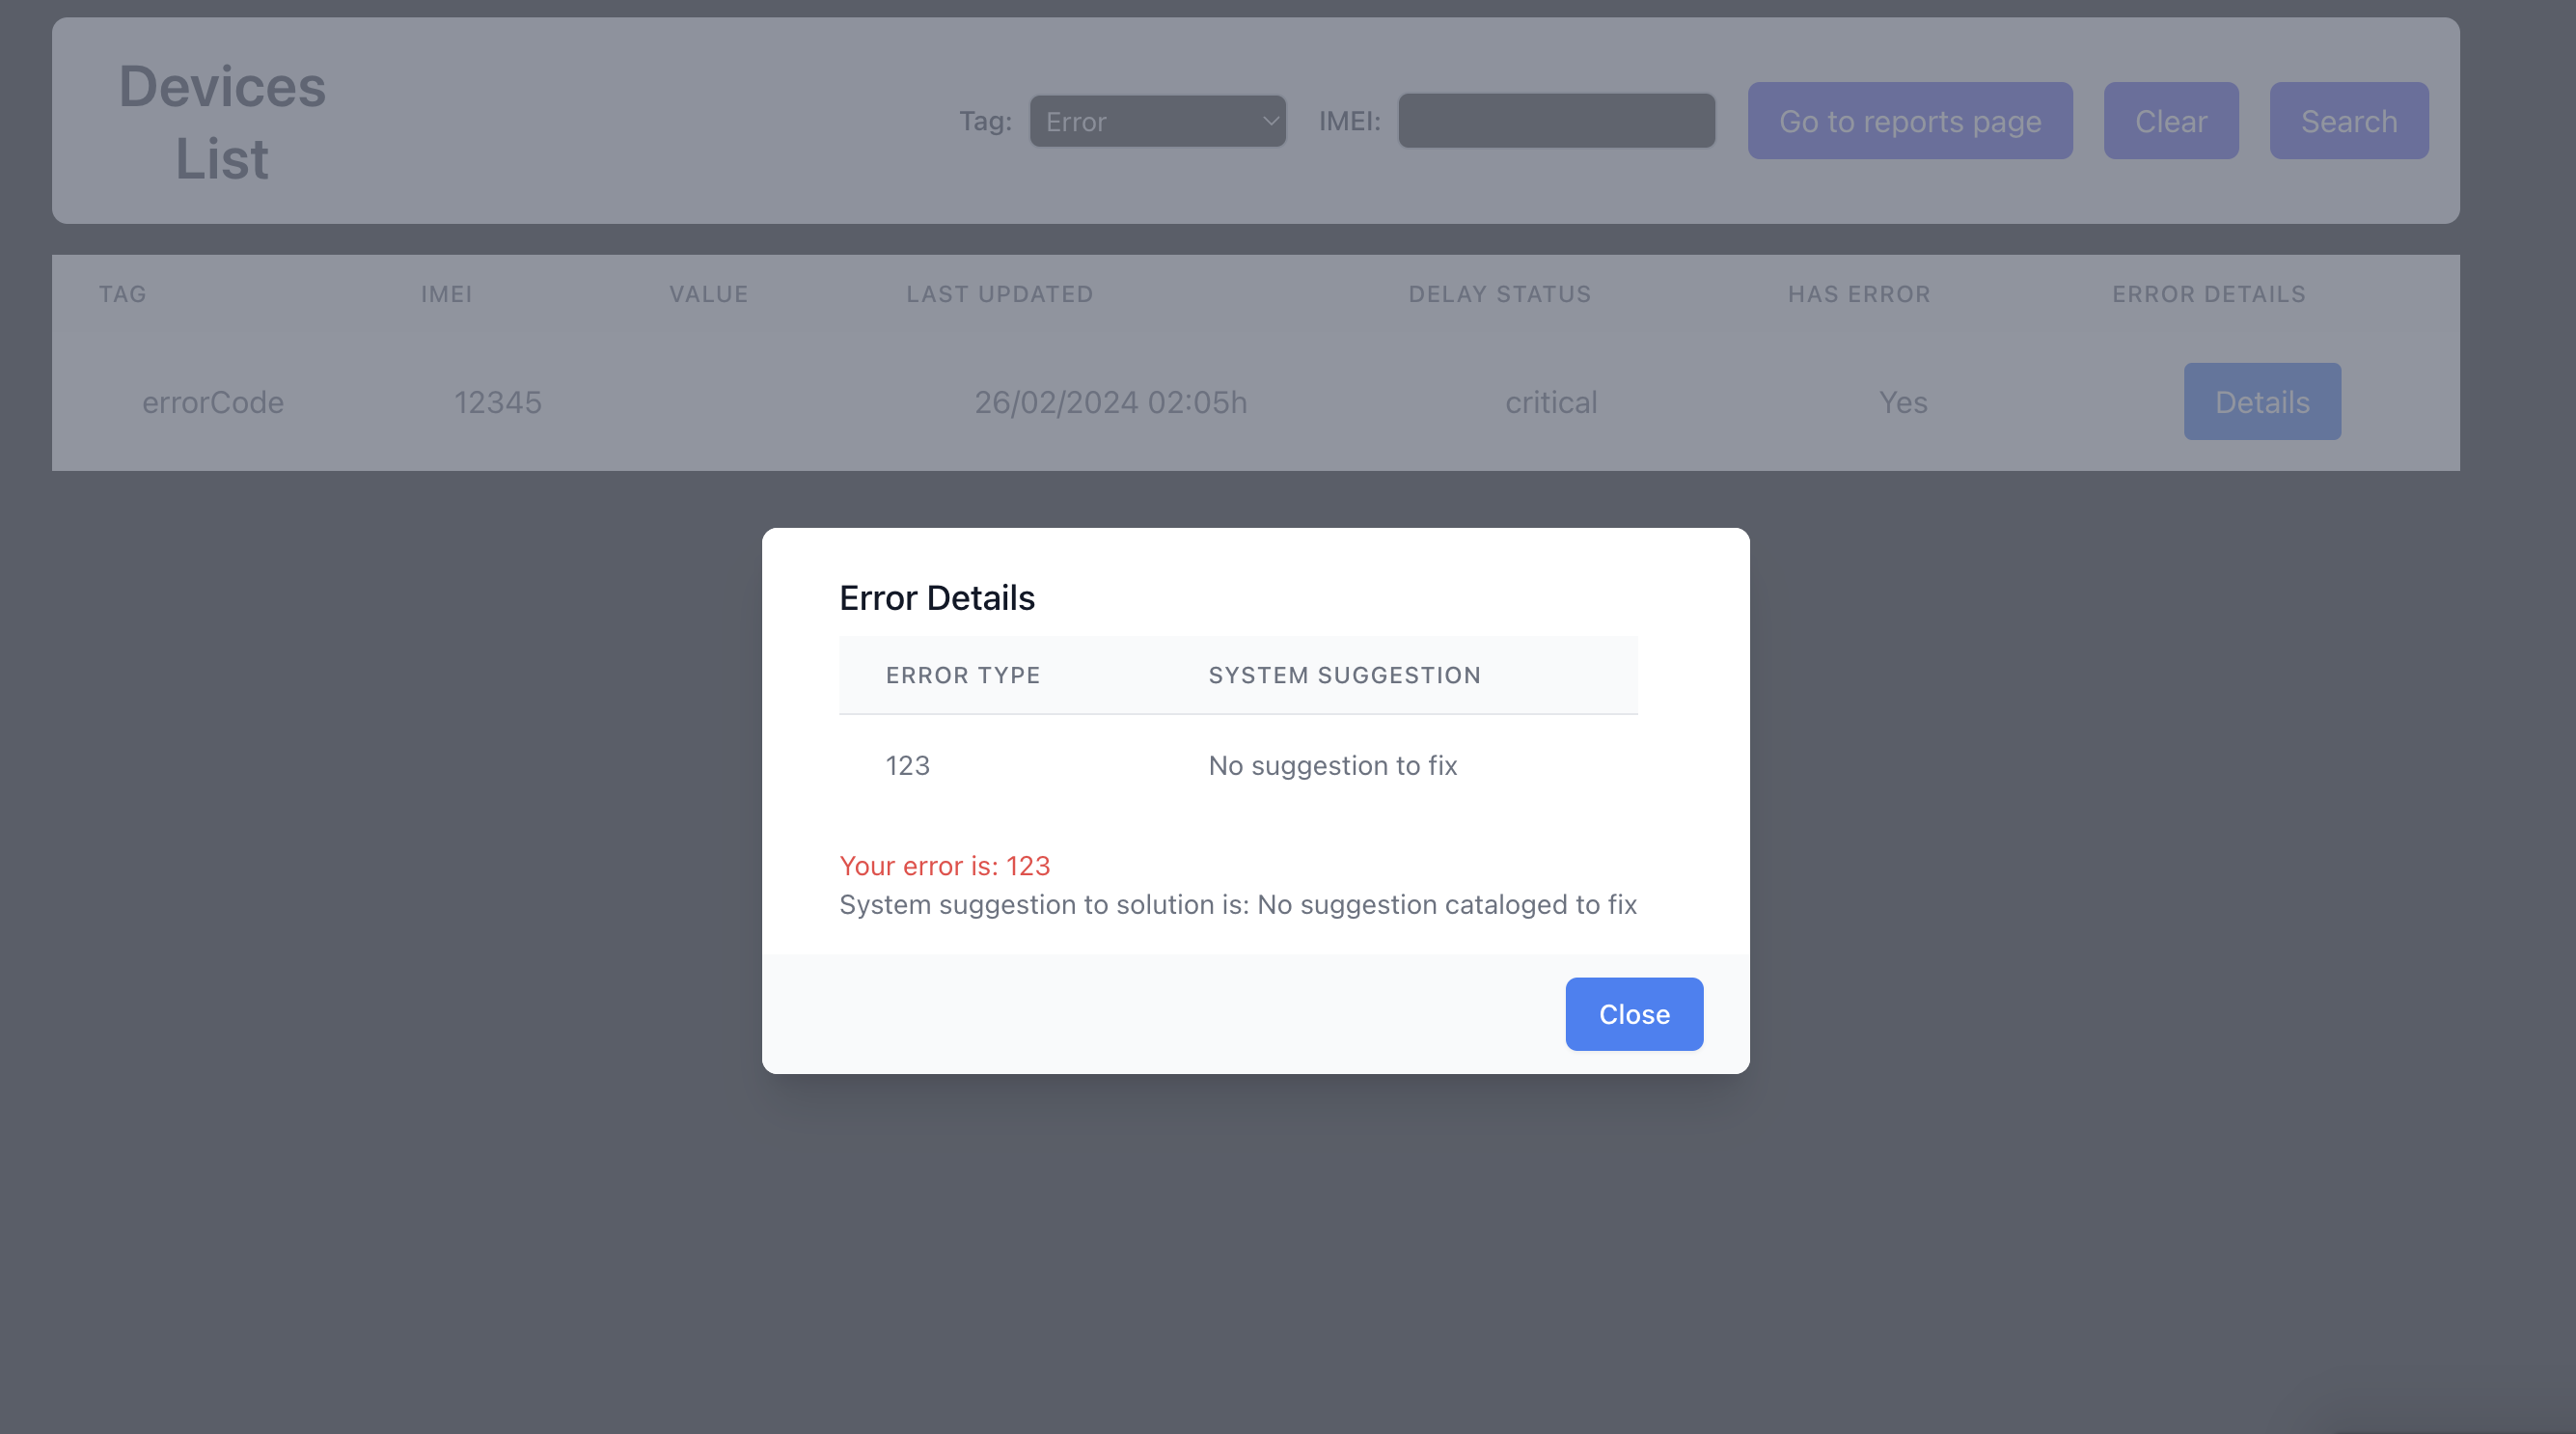 Devices
List
Tag: Error IMEI: Go to reports page Clear Search
TAG IMEI VALUE LAST UPDATED DELAY STATUS HAS ERROR ERROR DETAILS
errorCode 12345 26/02/2024 02:05h critical Yes Details
Error Details
ERROR TYPE SYSTEM SUGGESTION
123 No suggestion to fix
Your error is: 123
System suggestion to solution is: No suggestion cataloged to fix
Close